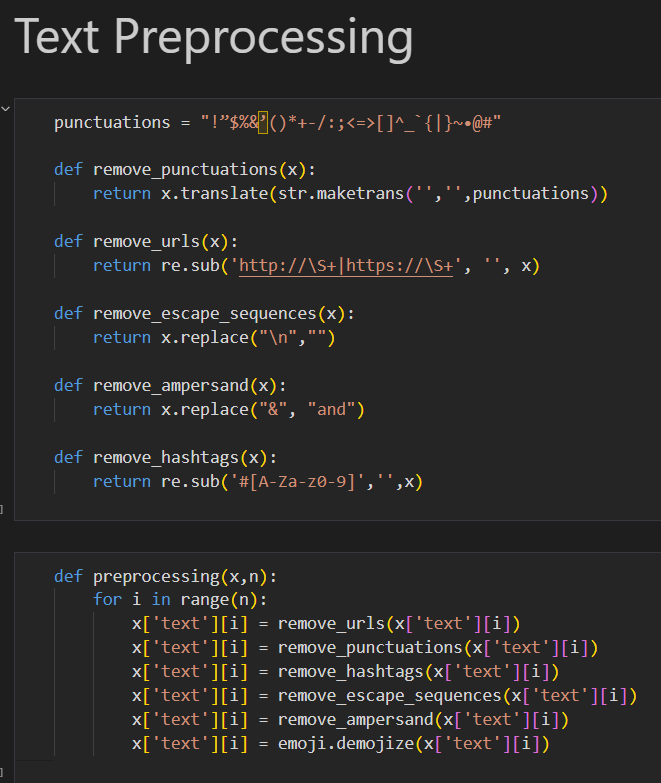 Text Preprocessing
punctuations = "!”$%&’()*+-/:;<=>[]^_`{|}~•@#"
def remove_punctuations(x):
return x.translate(str.maketrans('','',punctuations))
def remove_urls(x):
return re.sub('http://\S+|https://\S+', '', x)
def remove_escape_sequences(x):
return x.replace("\n","")
def remove_ampersand(x):
return x.replace("&", "and")
def remove_hashtags(x):
return re.sub('#[A-Za-z0-9]','',x)
]
def preprocessing(x,n):
for i in range(n):
x['text'][i] = remove_urls(x['text'][i])
x['text'][i] = remove_punctuations(x['text'][i])
x['text'][i] = remove_hashtags(x['text'][i])
x['text'][i] = remove_escape_sequences(x['text'][i])
x['text'][i] = remove_ampersand(x['text'][i])
x['text'][i] = emoji.demojize(x['text'][i])
]